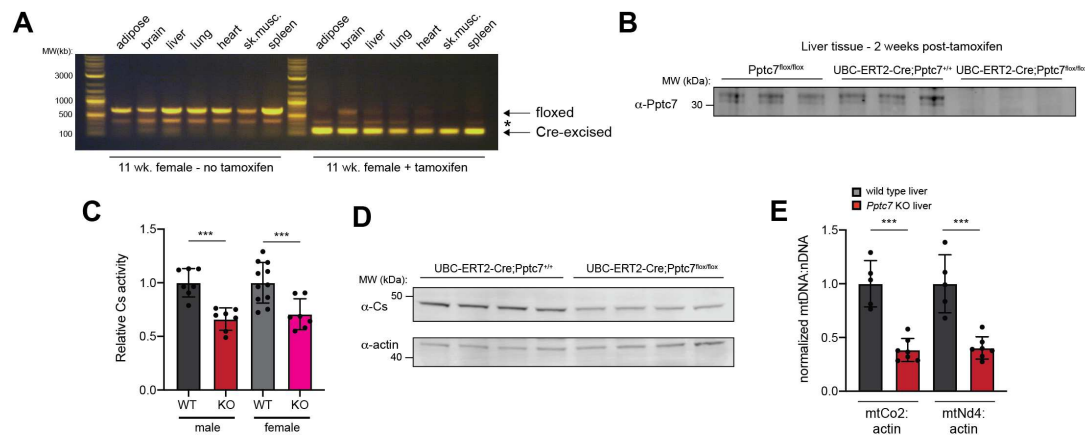 A
adipose
brain
liver
lung
heart
sk.musc.
spleen
adipose
brain
liver
lung
heart
sk.musc.
spleen
MW(kb):
3000
1000
500
100
floxed
*
Cre-excised
11 wk. female - no tamoxifen
11 wk. female + tamoxifen
B
Liver tissue - 2 weeks post-tamoxifen
Pptc7flox/flox
UBC-ERT2-Cre;Pptc7+/+
UBC-ERT2-Cre;Pptc7flox/flox
MW (kDa):
α-Pptc7
30
C
Relative Cs activity
1.5
1.0
0.5
0.0
***
***
WT
KO
WT
KO
male
female
D
UBC-ERT2-Cre;Pptc7+/+
UBC-ERT2-Cre;Pptc7flox/flox
MW (kDa):
50
α-Cs
α-actin
40
E
wild type liver
Pptc7 KO liver
normalized mtDNA:nDNA
1.5
1.0
0.5
0.0
***
***
mtCo2:
actin
mtNd4:
actin